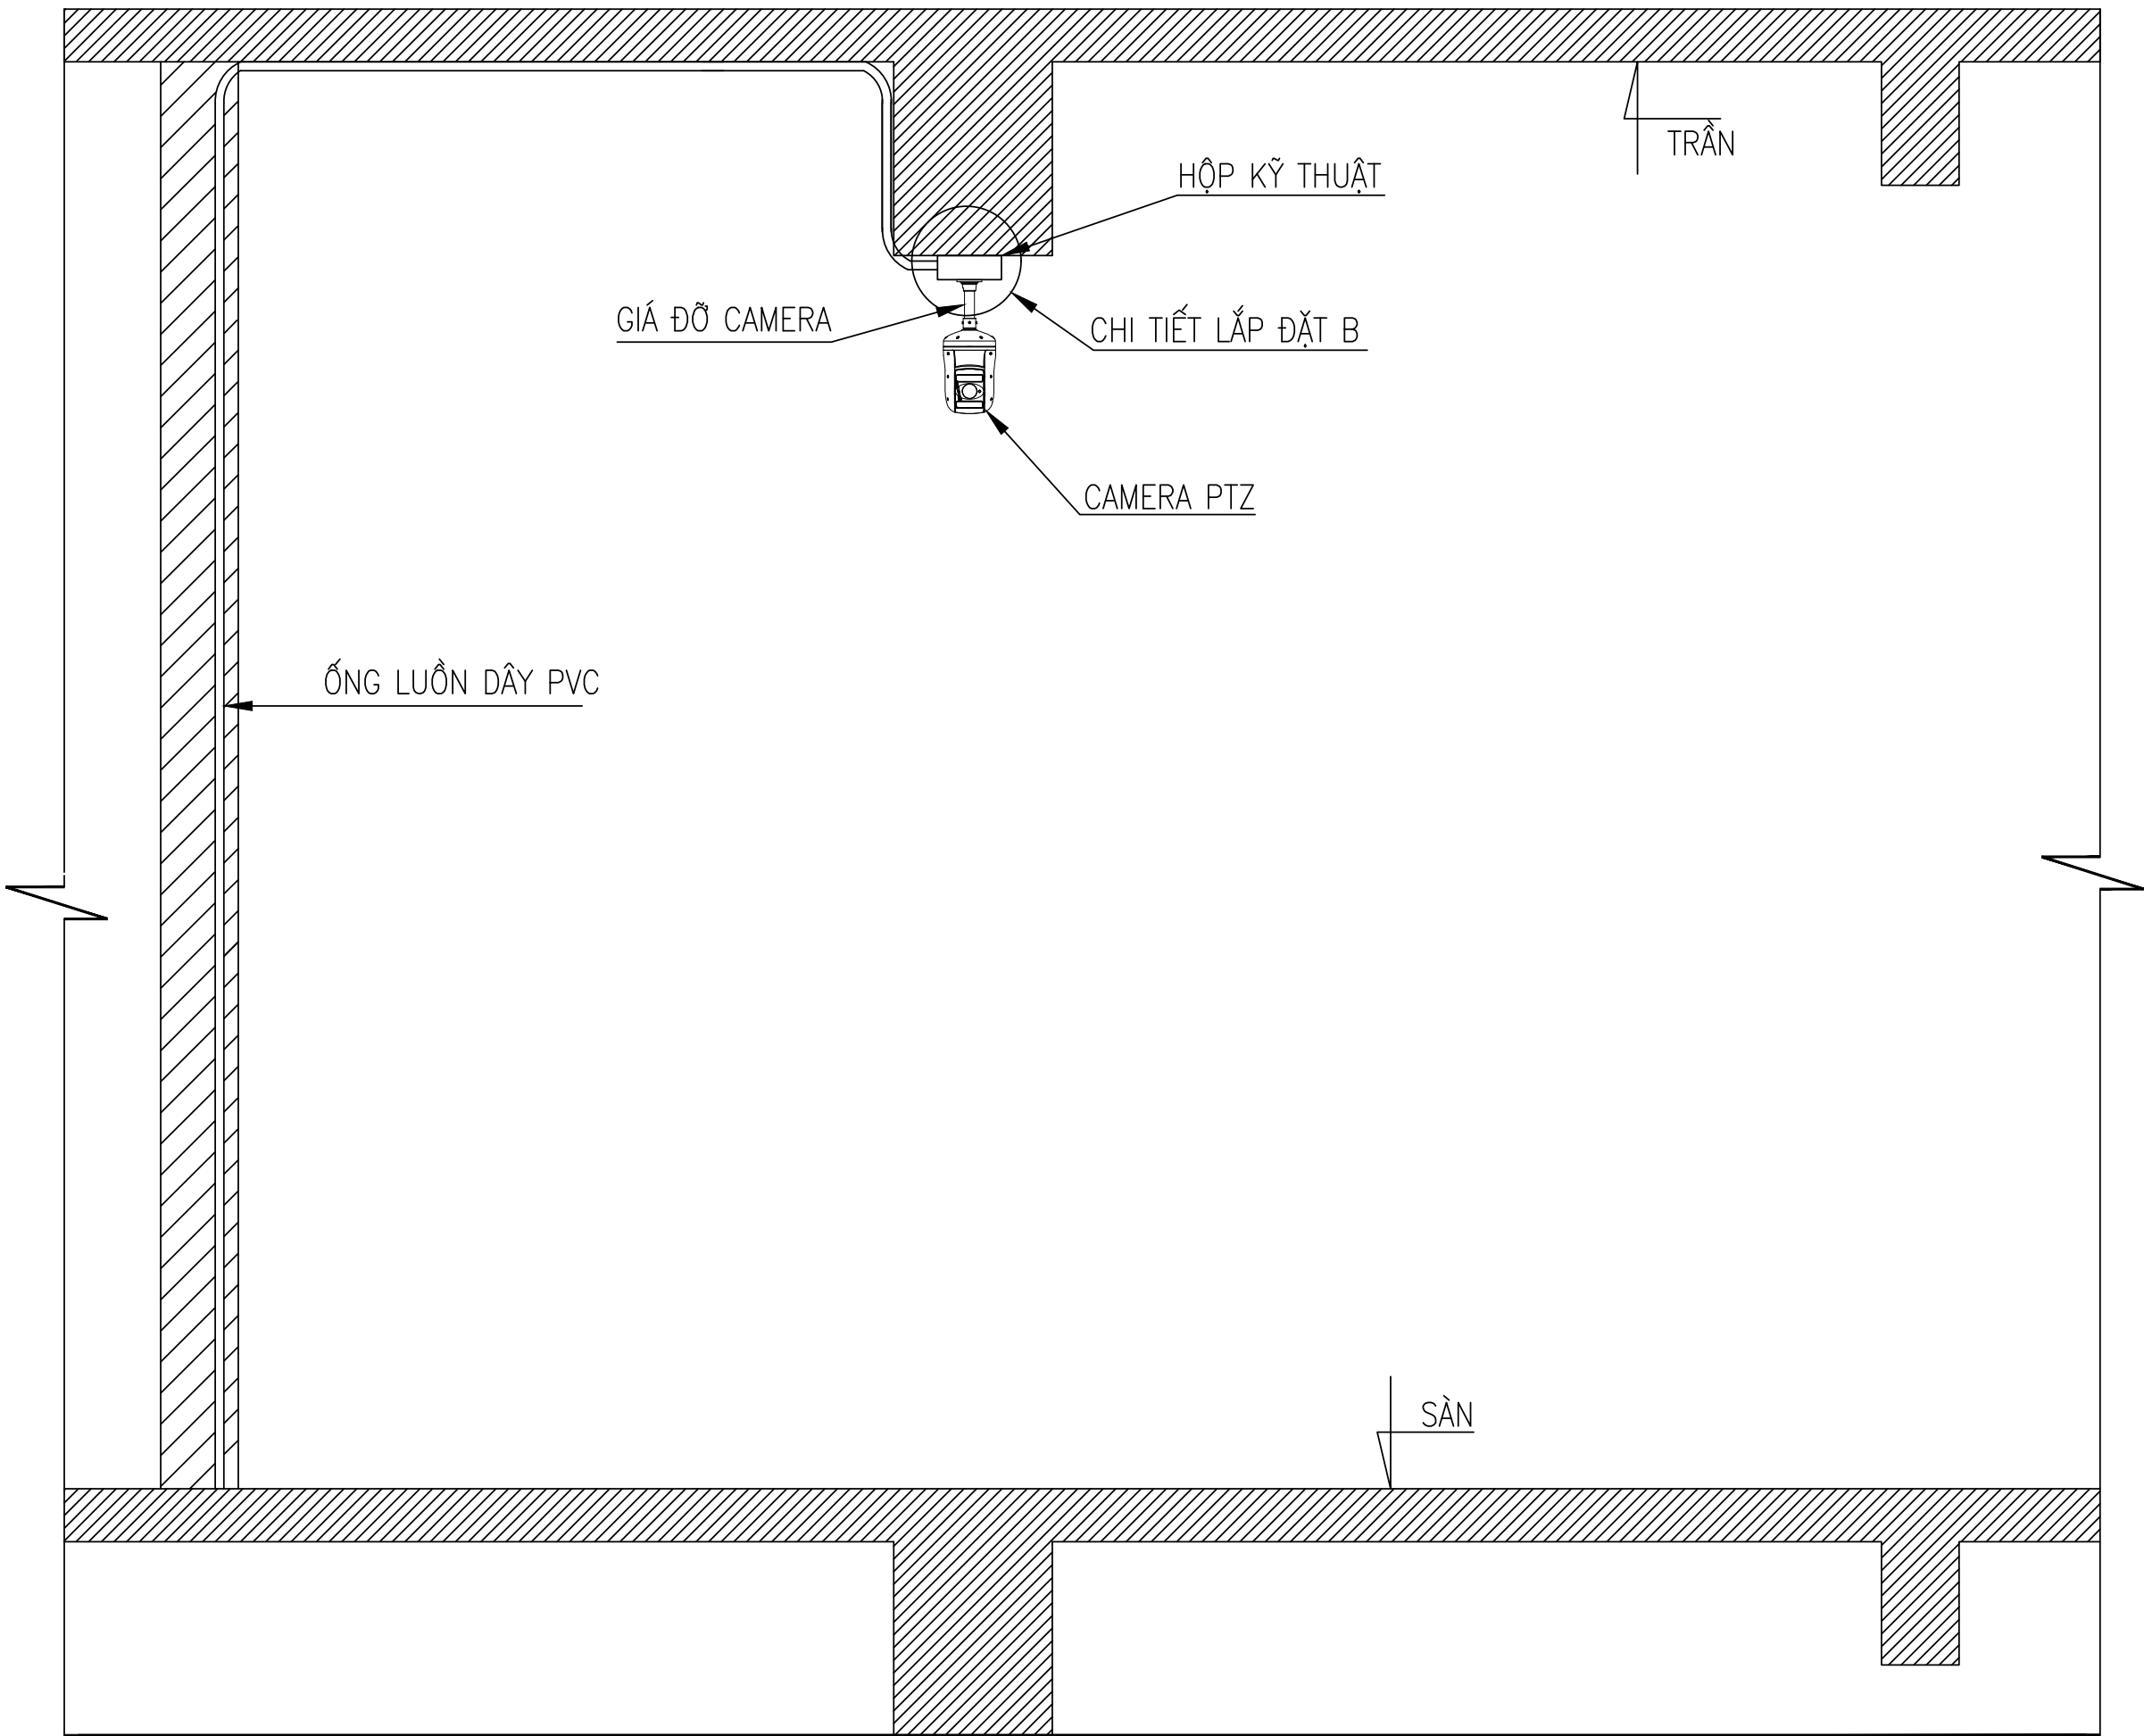 TRẦN
HỘP KỸ THUẬT
GIÁ ĐỠ CAMERA
CHI TIẾT LẮP ĐẶT B
CAMERA PTZ
ỐNG LUỒN DÂY PVC
SÀN